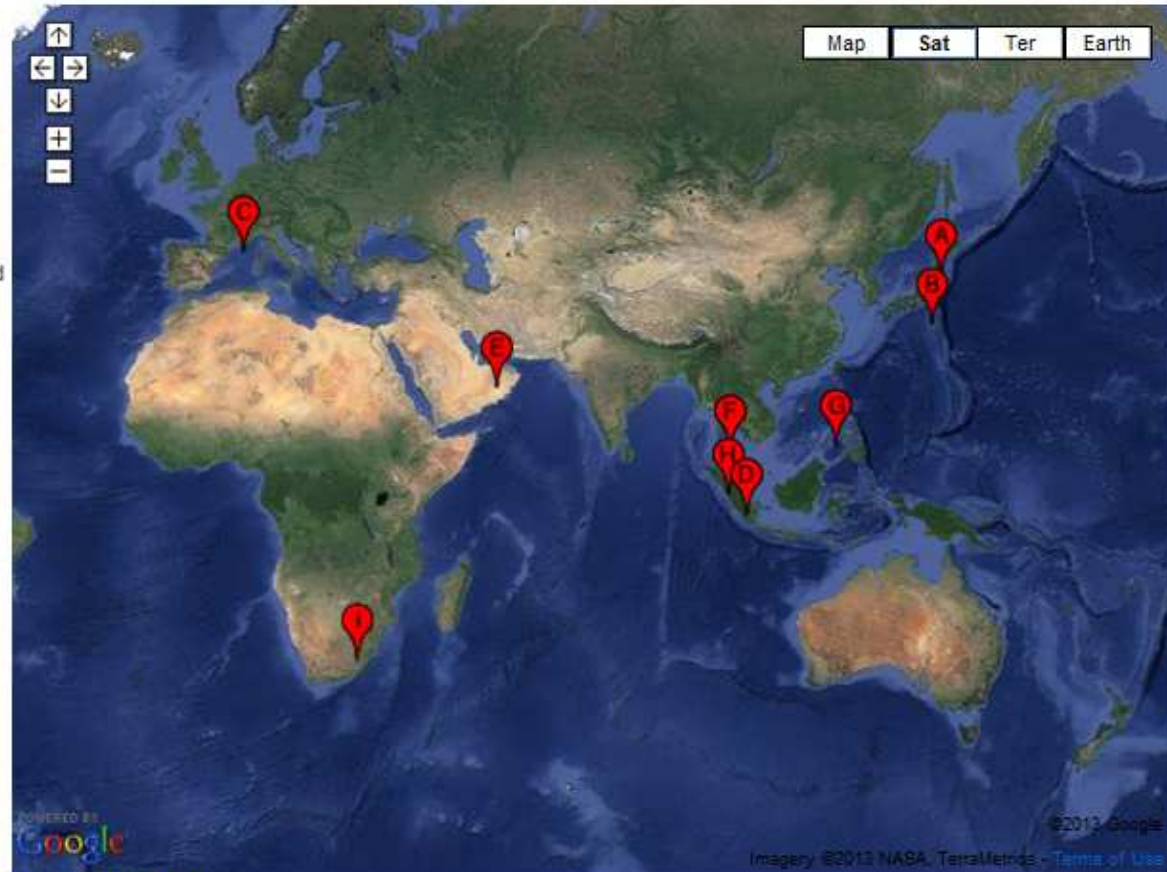 Map Sat Ter Earth
+
−
C
A
d
B
E
F
G
H
D
I
POWERED BY
Google
©2013 Google
Imagery ©2013 NASA, TerraMetrics - Terms of Use